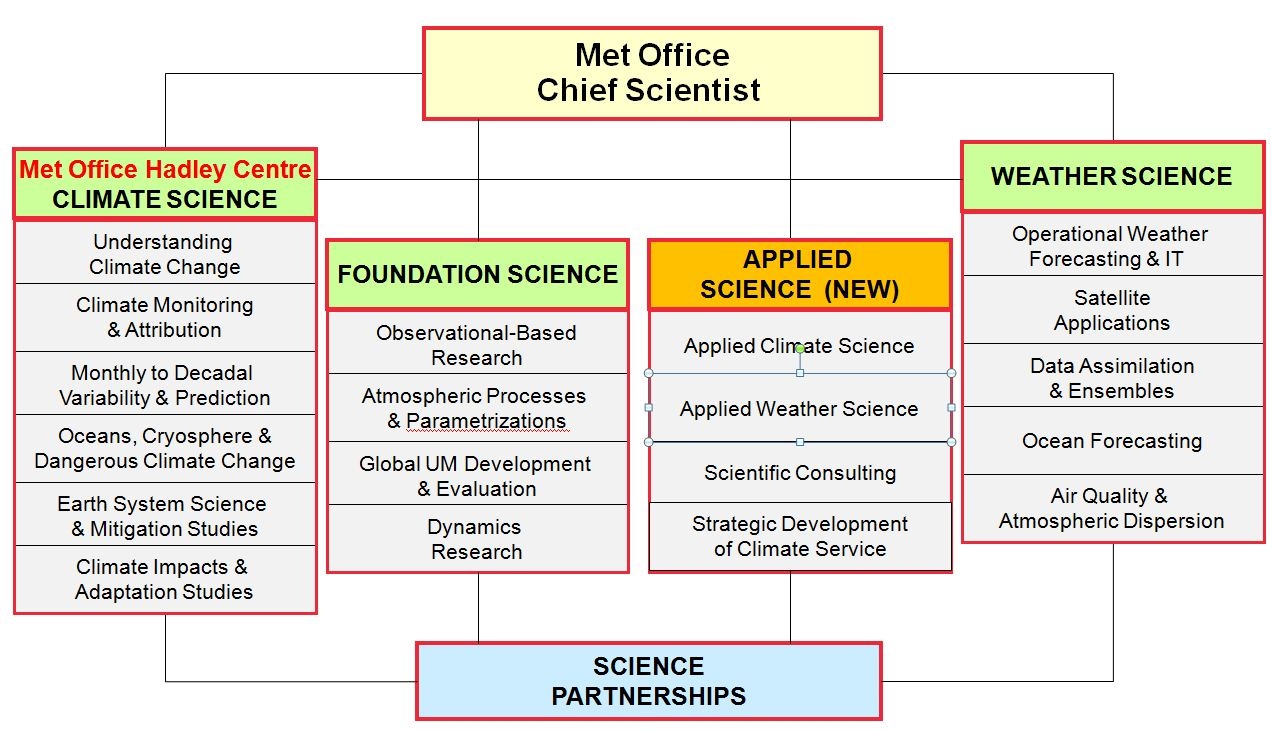 Met Office
Chief Scientist
Met Office Hadley Centre
CLIMATE SCIENCE
Understanding
Climate Change
Climate Monitoring
& Attribution
Monthly to Decadal
Variability & Prediction
Oceans, Cryosphere &
Dangerous Climate Change
Earth System Science
& Mitigation Studies
Climate Impacts &
Adaptation Studies
FOUNDATION SCIENCE
Observational-Based
Research
Atmospheric Processes
& Parametrizations
Global UM Development
& Evaluation
Dynamics
Research
APPLIED
SCIENCE (NEW)
Applied Climate Science
Applied Weather Science
Scientific Consulting
Strategic Development
of Climate Service
WEATHER SCIENCE
Operational Weather
Forecasting & IT
Satellite
Applications
Data Assimilation
& Ensembles
Ocean Forecasting
Air Quality &
Atmospheric Dispersion
SCIENCE
PARTNERSHIPS